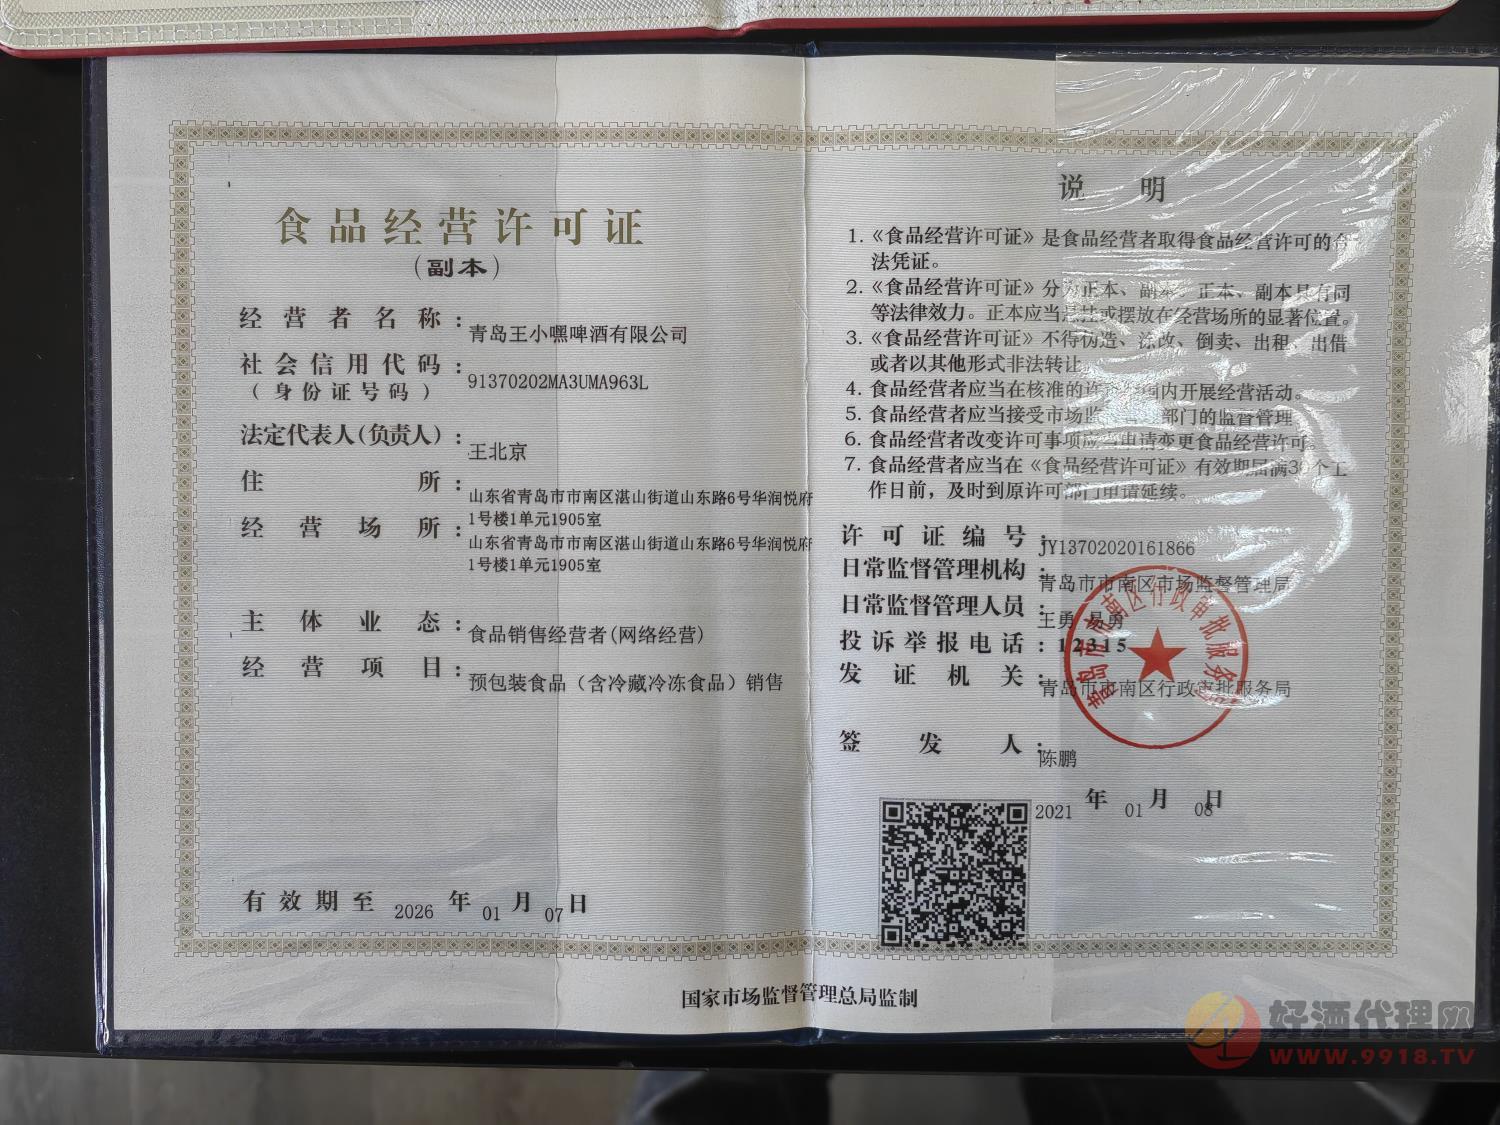 食品经营许可证
（副本）
经营者名称：青岛王小嘿啤酒有限公司
社会信用代码：91370202MA3UMA963L
（身份证号码）
法定代表人(负责人)：王北京
住所：山东省青岛市市南区湛山街道山东路6号华润悦府
1号楼1单元1905室
经营场所：山东省青岛市市南区湛山街道山东路6号华润悦府
1号楼1单元1905室
主体业态：食品销售经营者(网络经营)
经营项目：预包装食品（含冷藏冷冻食品）销售
有效期至 2026 年 01 月 07 日
说明
1.《食品经营许可证》是食品经营者取得食品经营许可的合
法凭证。
2.《食品经营许可证》分为正本、副本。正本、副本具有同
等法律效力。正本应当悬挂或摆放在经营场所的显著位置。
3.《食品经营许可证》不得伪造、涂改、倒卖、出租、出借
或者以其他形式非法转让
4.食品经营者应当在核准的许可范围内开展经营活动。
5.食品经营者应当接受市场监 部门的监督管理
6.食品经营者改变许可事项应当申请变更食品经营许可。
7.食品经营者应当在《食品经营许可证》有效期届满30个工
作日前，及时到原许可部门申请延续。
许可证编号：JY13702020161866
日常监督管理机构：青岛市市南区市场监督管理局
日常监督管理人员：王勇 易勇
投诉举报电话：12315
发证机关：青岛市市南区行政审批服务局
青岛市市南区行政审批服务局
签发人：陈鹏
2021 年 01 月 08 日
国家市场监督管理总局监制
好酒代理网
WWW.9918.TV